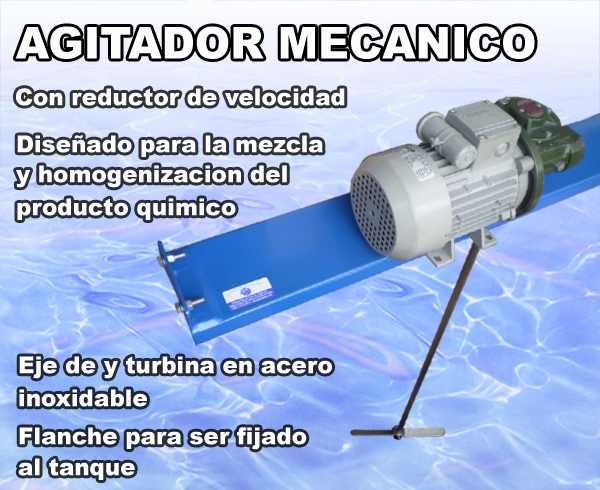 AGITADOR MECANICO
Con reductor de velocidad
Diseñado para la mezcla
y homogenizacion del
producto quimico
Eje de y turbina en acero
inoxidable
Flanche para ser fijado
al tanque